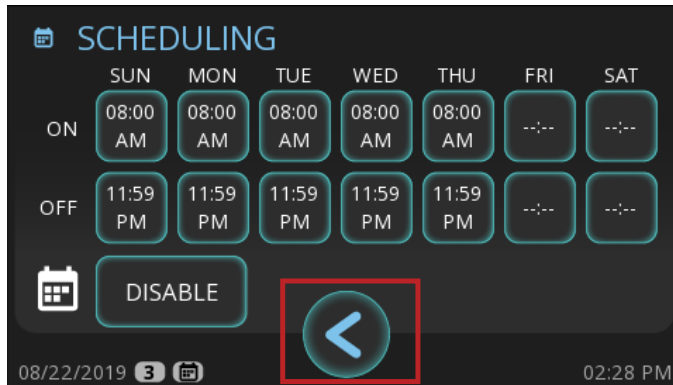 SCHEDULING
SUN MON TUE WED THU FRI SAT
ON 08:00 AM 08:00 AM 08:00 AM 08:00 AM 08:00 AM --:-- --:--
OFF 11:59 PM 11:59 PM 11:59 PM 11:59 PM 11:59 PM --:-- --:--
DISABLE
08/22/2019 3 02:28 PM